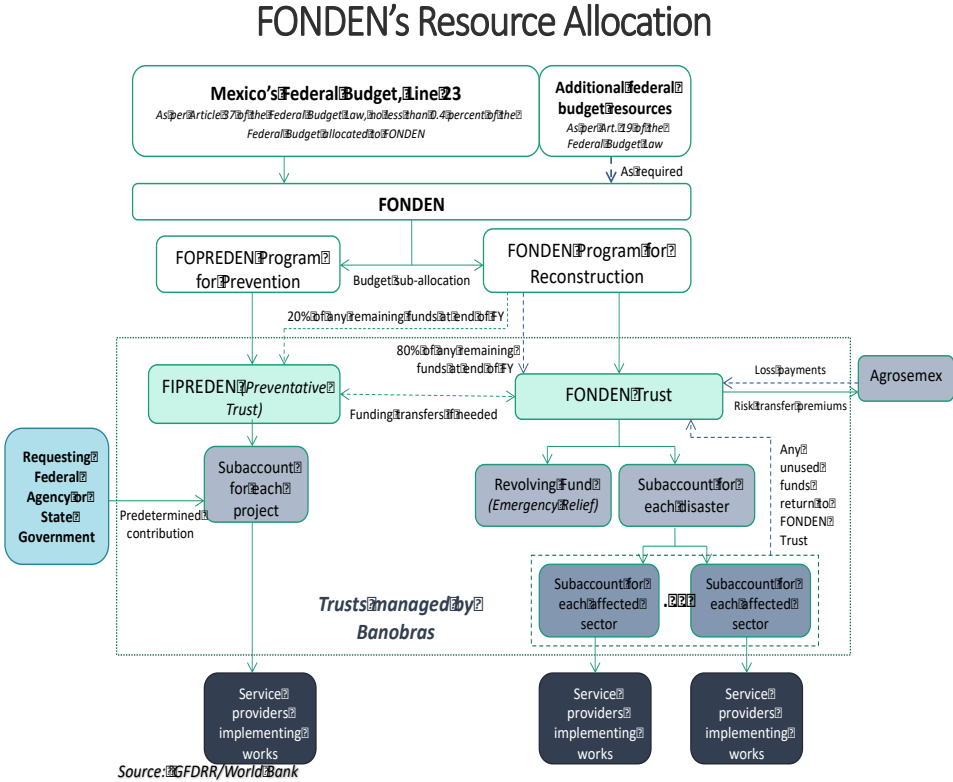 FONDEN's Resource Allocation
Mexico's Federal Budget, Line 23
As per Article 37 of the Federal Budget Law, no less than 0.4 percent of the
Federal Budget allocated to FONDEN
Additional federal
budget resources
As per Art. 19 of the
Federal Budget Law
As required
FONDEN
FOPREDEN Program
for Prevention
Budget sub-allocation
FONDEN Program for
Reconstruction
20% of any remaining funds at end of FY
80% of any remaining
funds at end of FY
FIPREDEN (Preventative
Trust)
Funding transfers if needed
FONDEN Trust
Loss payments
Risk transfer premiums
Agrosemex
Requesting
Federal
Agency or
State
Government
Predetermined
contribution
Subaccount
for each
project
Revolving Fund
(Emergency Relief)
Subaccount for
each disaster
Any
unused
funds
return to
FONDEN
Trust
Subaccount for
each affected
sector
Subaccount for
each affected
sector
Trusts managed by
Banobras
Service
providers
implementing
works
Service
providers
implementing
works
Service
providers
implementing
works
Source: GFDRR/World Bank